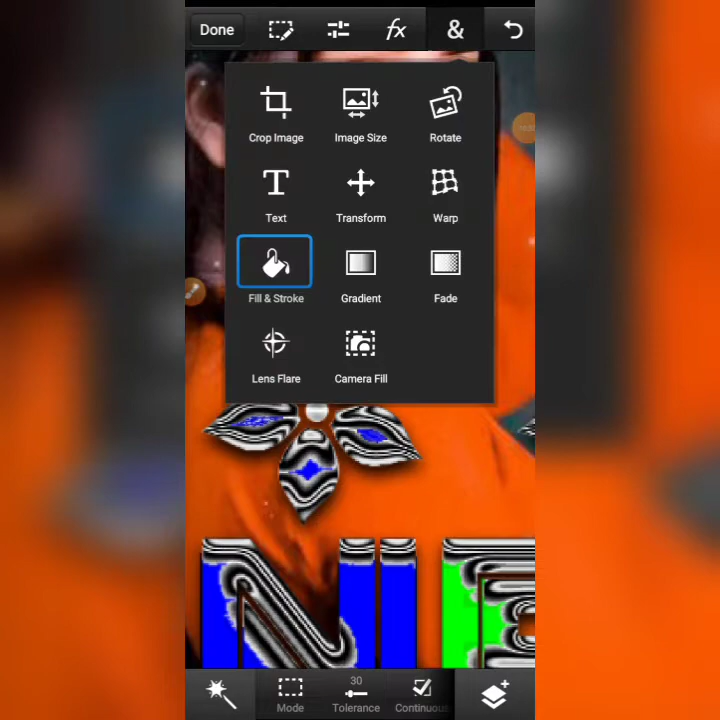 Done fx &
Crop Image Image Size Rotate
Text Transform Warp
Fill & Stroke Gradient Fade
Lens Flare Camera Fill
30
Mode Tolerance